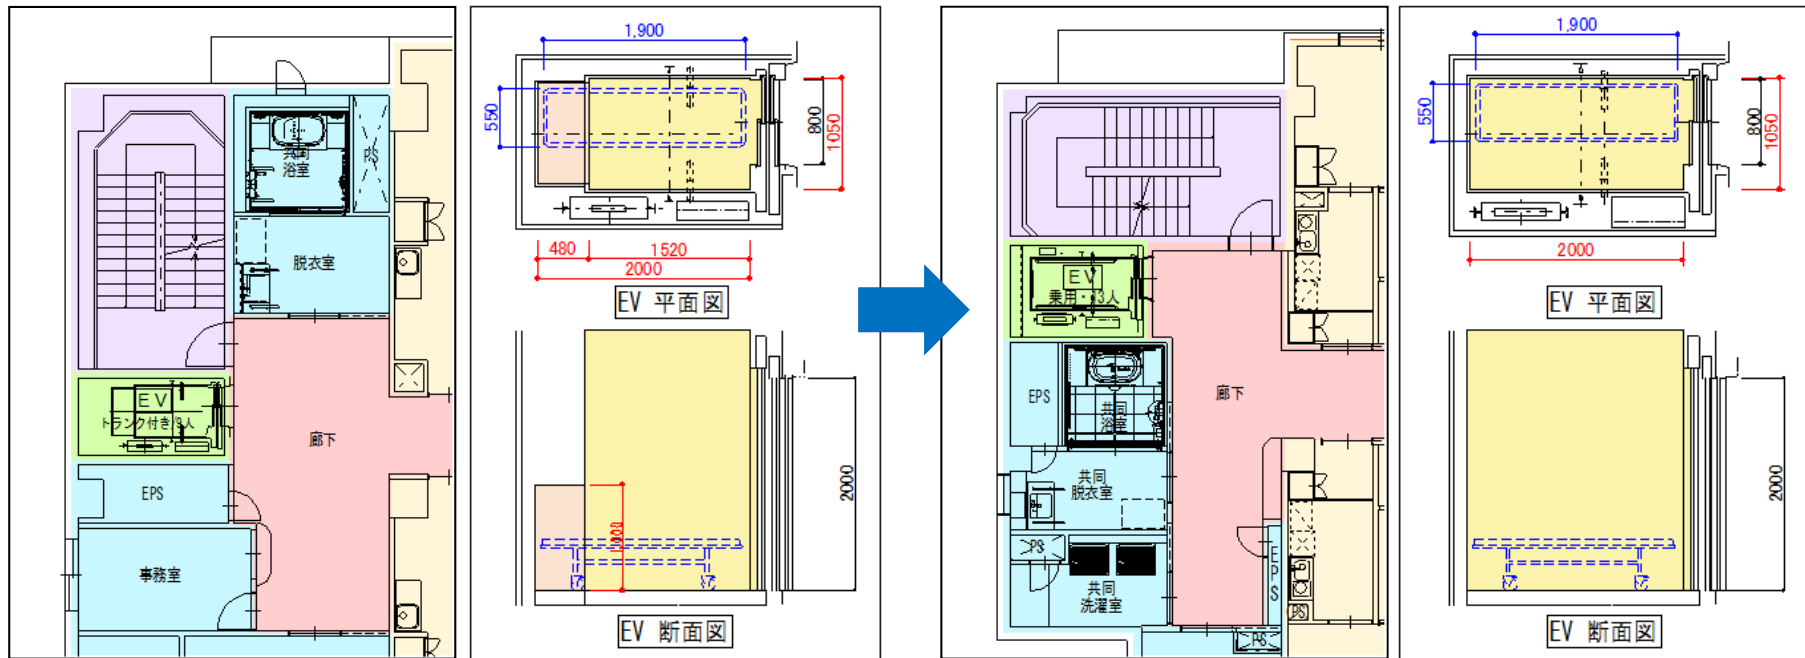 共同
浴室
PS
脱衣室
EV
トランク付き/9人
廊下
EPS
事務室
1,900
550
800
1050
480
1520
2000
EV 平面図
2000
EV 断面図
EV
乗用・13人
廊下
EPS
共同
浴室
共同
脱衣室
PS
共同
洗濯室
EPS
PS
PS
1,900
550
800
1050
2000
EV 平面図
2000
EV 断面図